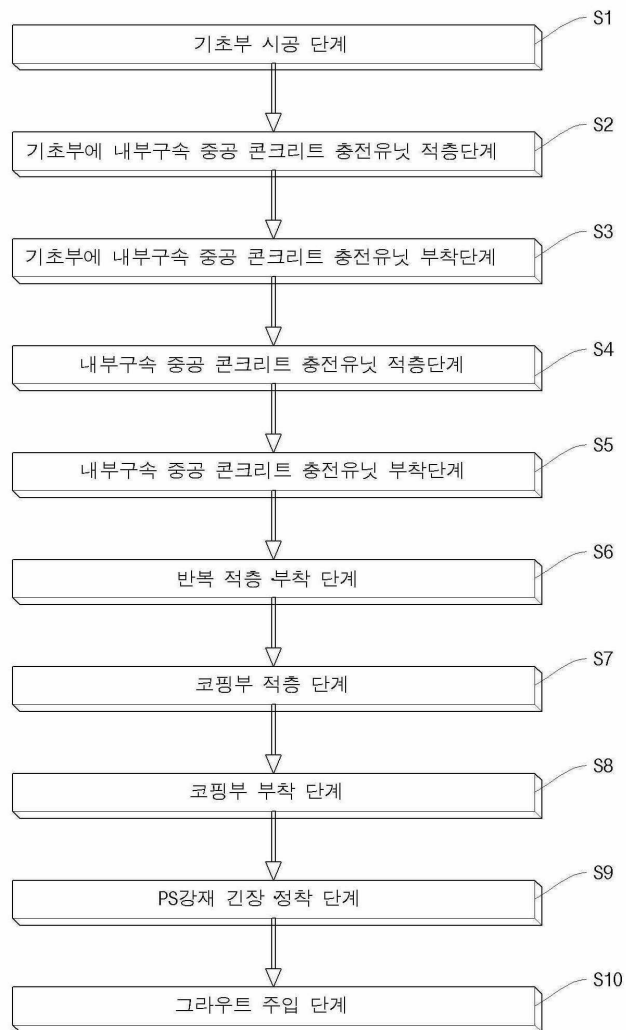 S1
기초부 시공 단계
S2
기초부에 내부구속 중공 콘크리트 충전유닛 적층단계
S3
기초부에 내부구속 중공 콘크리트 충전유닛 부착단계
S4
내부구속 중공 콘크리트 충전유닛 적층단계
S5
내부구속 중공 콘크리트 충전유닛 부착단계
S6
반복 적층·부착 단계
S7
코핑부 적층 단계
S8
코핑부 부착 단계
S9
PS강재 긴장·정착 단계
S10
그라우트 주입 단계